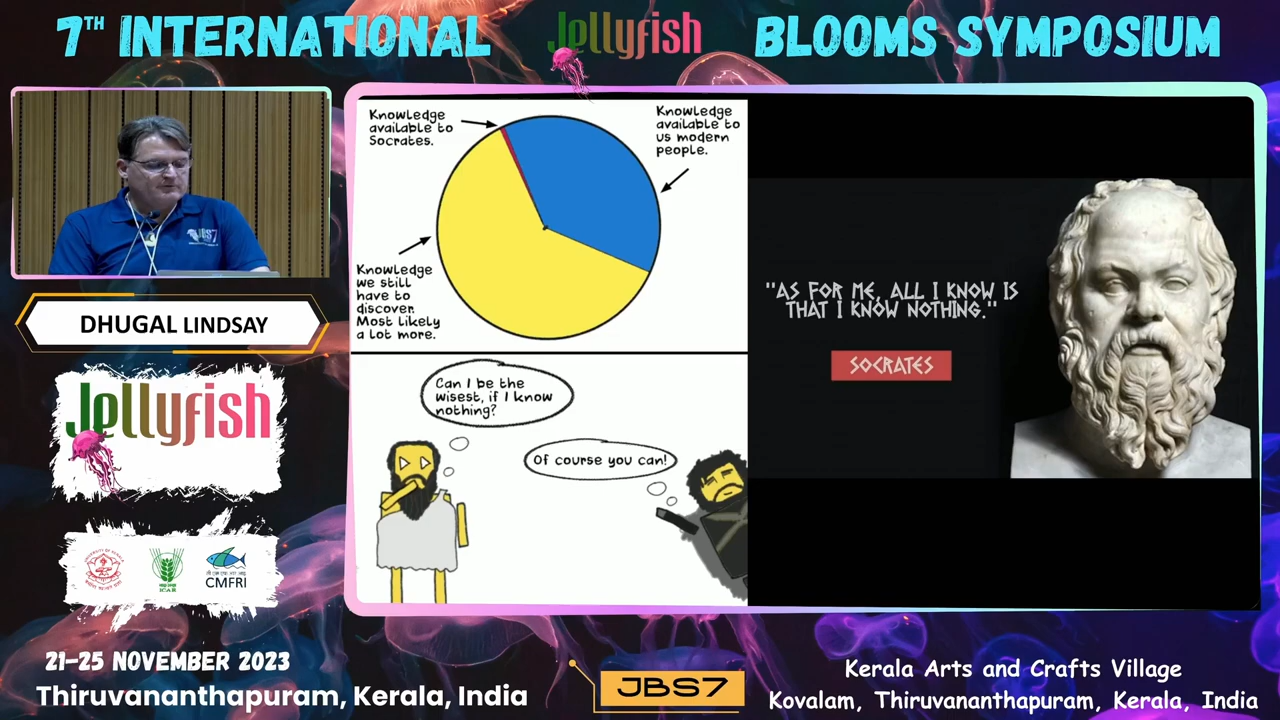 7TH INTERNATIONAL Jellyfish BLOOMS SYMPOSIUM
DHUGAL LINDSAY
Jellyfish
ICAR
CMFRI
21-25 NOVEMBER 2023
Thiruvananthapuram, Kerala, India
Knowledge
available to
Socrates.
Knowledge
available to
us modern
people.
Knowledge
we still
have to
discover.
Most likely
a lot more.
Can I be the
wisest, if I know
nothing?
Of course you can!
"AS FOR ME, ALL I KNOW IS
THAT I KNOW NOTHING."
SOCRATES
JBS7
Kerala Arts and Crafts Village
Kovalam, Thiruvananthapuram, Kerala, India